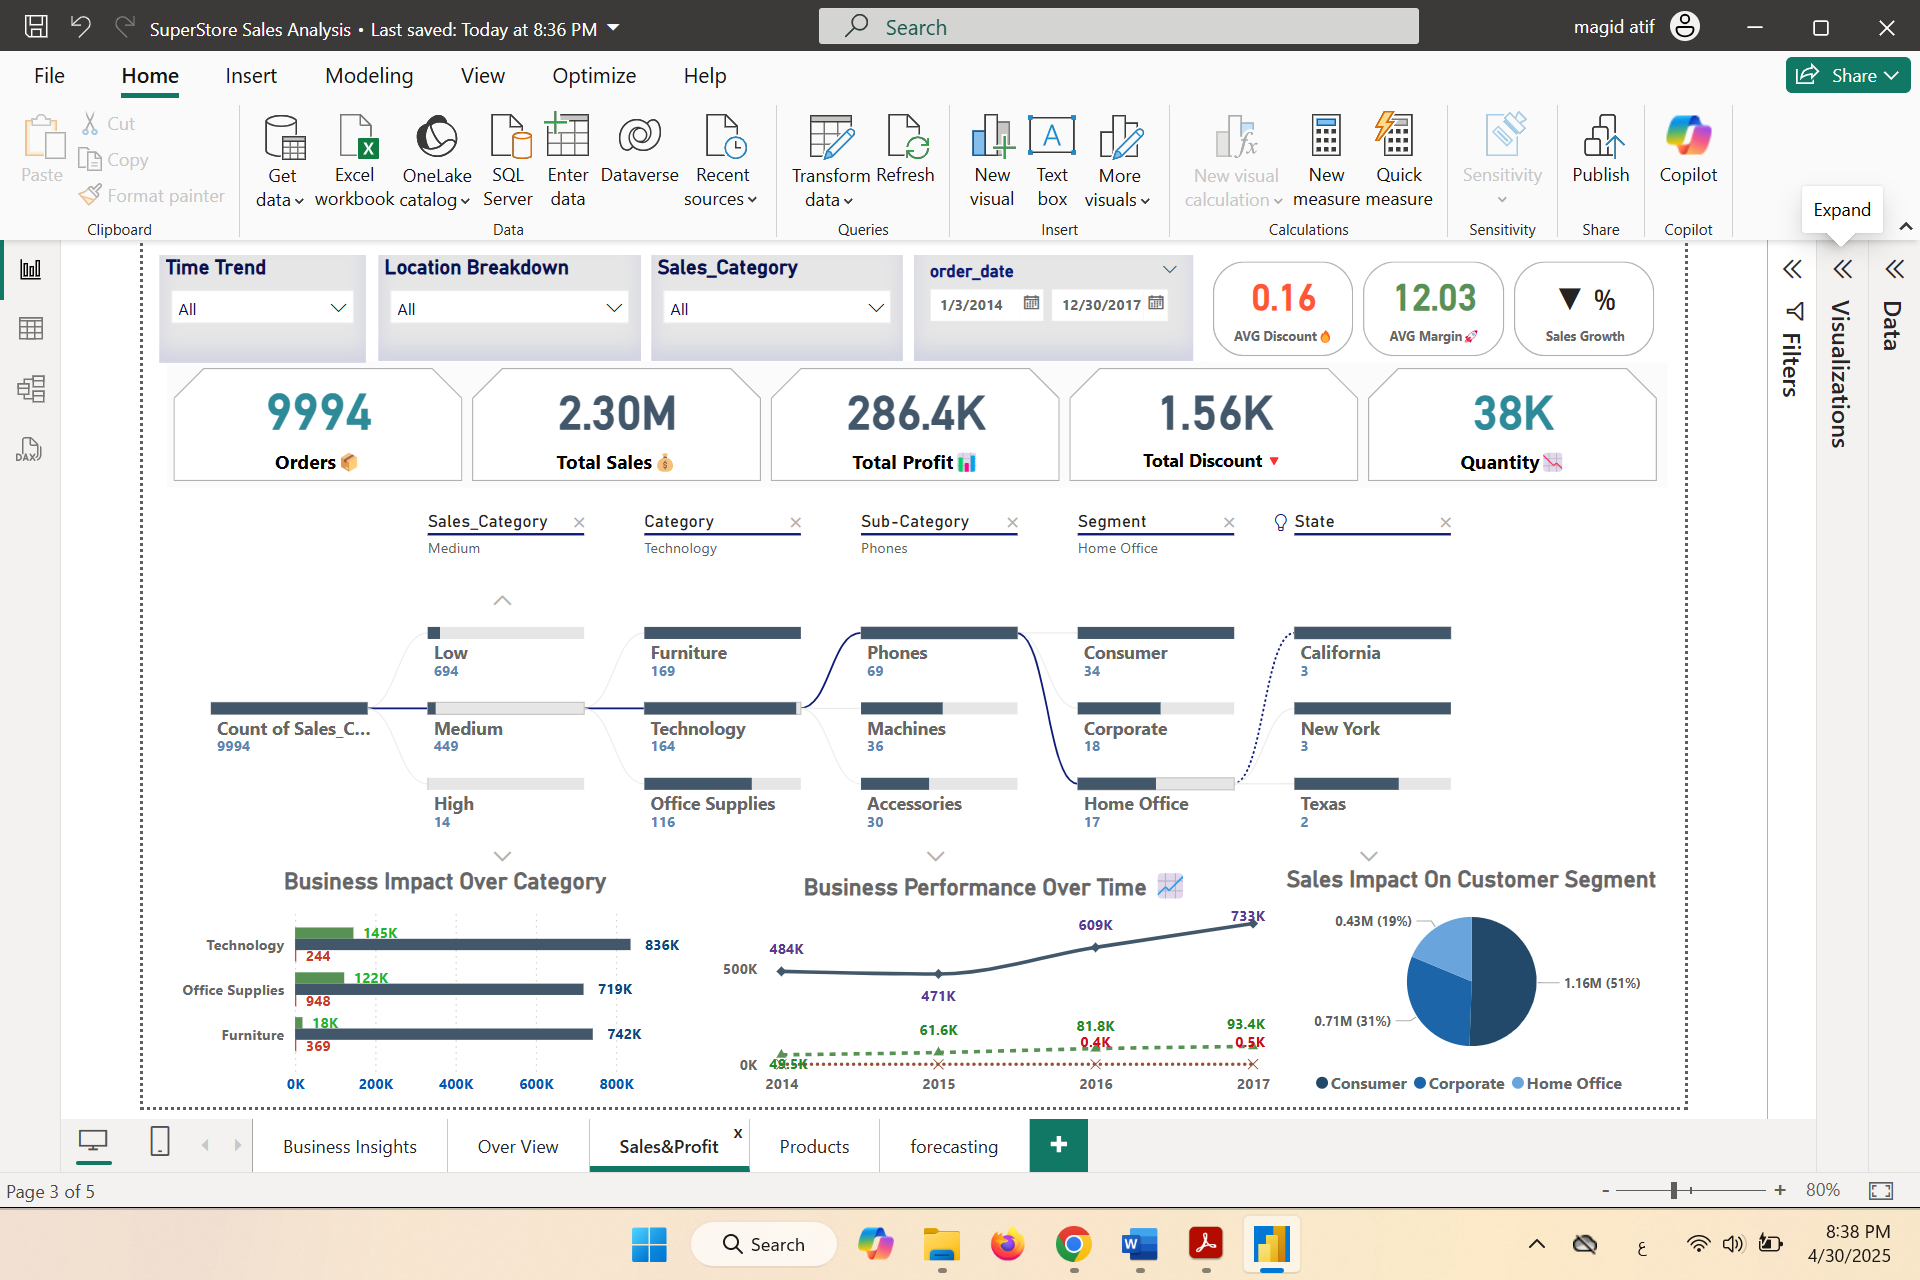 SuperStore Sales Analysis • Last saved: Today at 8:36 PM
Search
magid atif
File
Home
Insert
Modeling
View
Optimize
Help
Share
Paste
Cut
Copy
Format painter
Clipboard
Get data
Excel workbook
OneLake catalog
SQL Server
Enter data
Dataverse
Recent sources
Data
Transform data
Refresh
Queries
New visual
Text box
More visuals
Insert
New visual calculation
New measure
Quick measure
Calculations
Sensitivity
Sensitivity
Publish
Share
Copilot
Copilot
Expand
Time Trend
All
Location Breakdown
All
Sales_Category
All
order_date
1/3/2014
12/30/2017
0.16
AVG Discount🔥
12.03
AVG Margin🚀
▼ %
Sales Growth
Filters
Visualizations
Data
DAX
9994
Orders📦
2.30M
Total Sales💰
286.4K
Total Profit📊
1.56K
Total Discount🔻
38K
Quantity📉
Sales_Category
Medium
Category
Technology
Sub-Category
Phones
Segment
Home Office
State
Count of Sales_C...
9994
Low
694
Medium
449
High
14
Furniture
169
Technology
164
Office Supplies
116
Phones
69
Machines
36
Accessories
30
Consumer
34
Corporate
18
Home Office
17
California
3
New York
3
Texas
2
Business Impact Over Category
Technology
145K
836K
244
Office Supplies
122K
719K
948
Furniture
18K
742K
369
0K 200K 400K 600K 800K
Business Performance Over Time 📈
500K
0K
484K
471K
609K
733K
49.5K
61.6K
81.8K
93.4K
0.4K
0.5K
2014 2015 2016 2017
Sales Impact On Customer Segment
0.43M (19%)
1.16M (51%)
0.71M (31%)
Consumer Corporate Home Office
Business Insights
Over View
Sales&Profit
x
Products
forecasting
+
Page 3 of 5
- + 80%
Search
ع
8:38 PM
4/30/2025